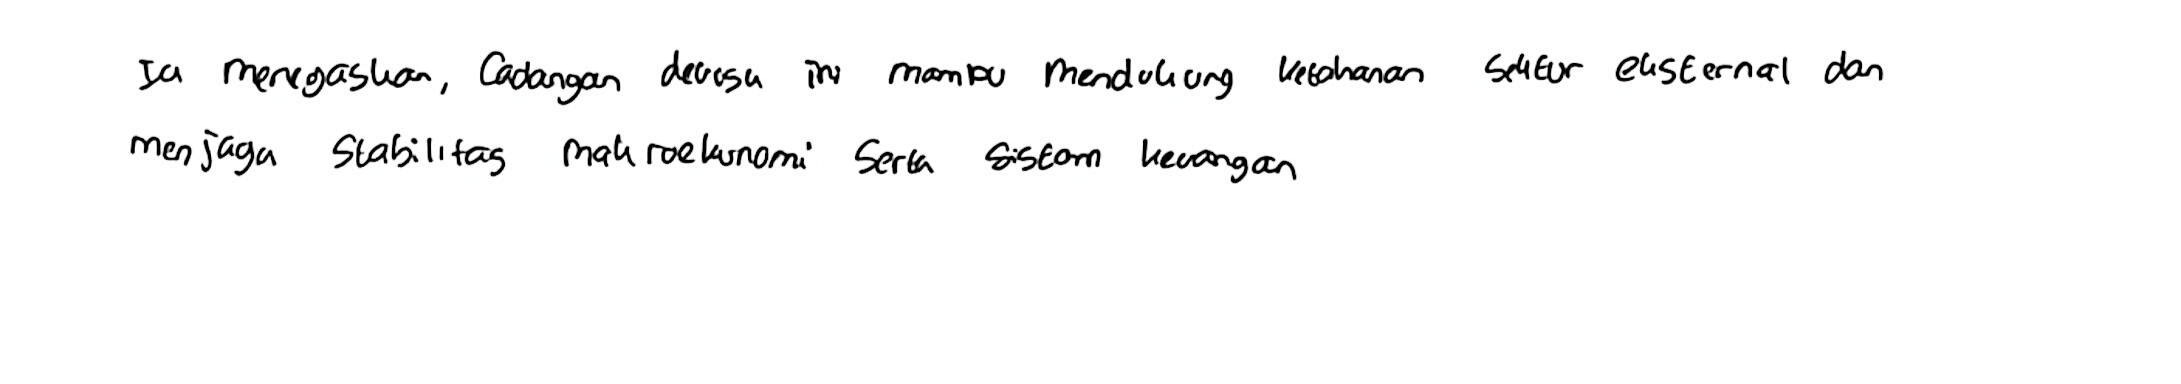 Ia menegaskan, Cadangan devisa ini mampu mendukung ketahanan sektor eksternal dan
menjaga stabilitas makroekonomi serta sistem keuangan